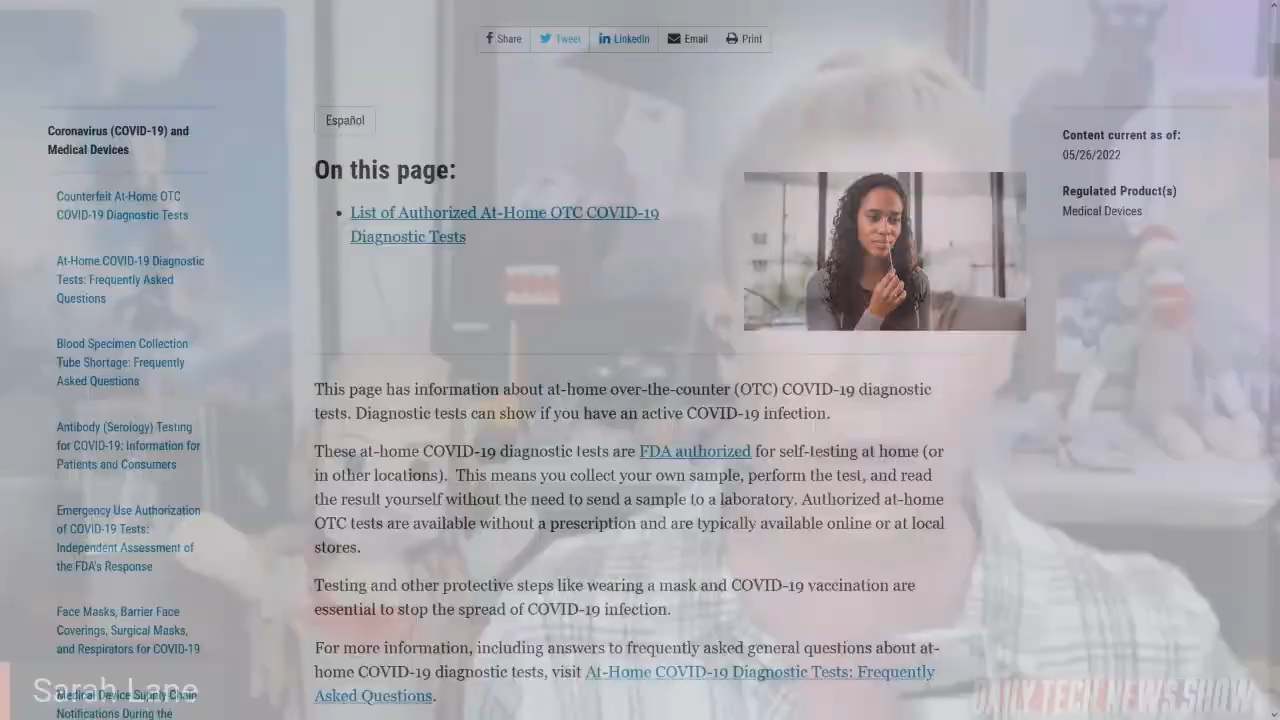 Share
Tweet
LinkedIn
Email
Print
Coronavirus (COVID-19) and
Medical Devices
Counterfeit At-Home OTC
COVID-19 Diagnostic Tests
At-Home COVID-19 Diagnostic
Tests: Frequently Asked
Questions
Blood Specimen Collection
Tube Shortage: Frequently
Asked Questions
Antibody (Serology) Testing
for COVID-19: Information for
Patients and Consumers
Emergency Use Authorization
of COVID-19 Tests:
Independent Assessment of
the FDA's Response
Face Masks, Barrier Face
Coverings, Surgical Masks,
and Respirators for COVID-19
Medical Device Supply Chain
Notifications During the
Español
On this page:
• List of Authorized At-Home OTC COVID-19
Diagnostic Tests
This page has information about at-home over-the-counter (OTC) COVID-19 diagnostic
tests. Diagnostic tests can show if you have an active COVID-19 infection.
These at-home COVID-19 diagnostic tests are FDA authorized for self-testing at home (or
in other locations). This means you collect your own sample, perform the test, and read
the result yourself without the need to send a sample to a laboratory. Authorized at-home
OTC tests are available without a prescription and are typically available online or at local
stores.
Testing and other protective steps like wearing a mask and COVID-19 vaccination are
essential to stop the spread of COVID-19 infection.
For more information, including answers to frequently asked general questions about at-
home COVID-19 diagnostic tests, visit At-Home COVID-19 Diagnostic Tests: Frequently
Asked Questions.
Content current as of:
05/26/2022
Regulated Product(s)
Medical Devices
Sarah Lane
DAILY TECH NEWS SHOW